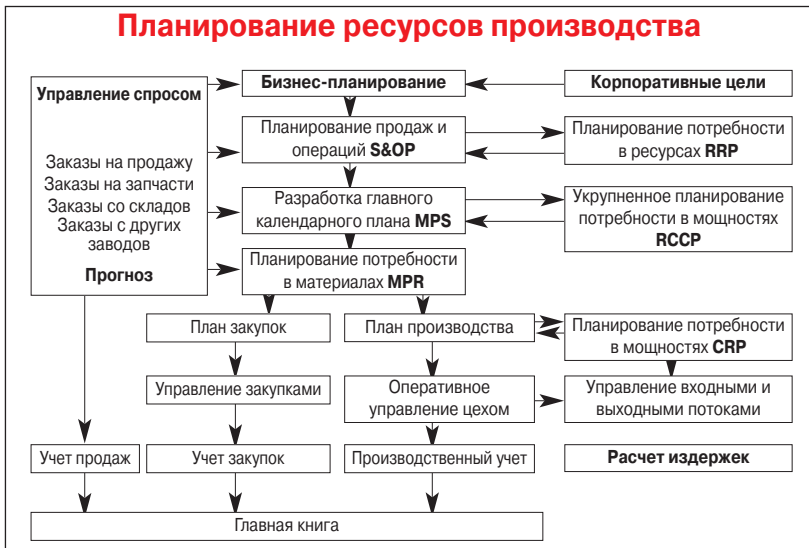 Планирование ресурсов производства
Управление спросом
Заказы на продажу
Заказы на запчасти
Заказы со складов
Заказы с других
заводов
Прогноз
Бизнес-планирование
Корпоративные цели
Планирование продаж и
операций S&OP
Планирование потребности
в ресурсах RRP
Разработка главного
календарного плана MPS
Укрупненное планирование
потребности в мощностях
RCCP
Планирование потребности
в материалах MPR
План закупок
План производства
Планирование потребности
в мощностях CRP
Управление закупками
Оперативное
управление цехом
Управление входными и
выходными потоками
Учет продаж
Учет закупок
Производственный учет
Расчет издержек
Главная книга